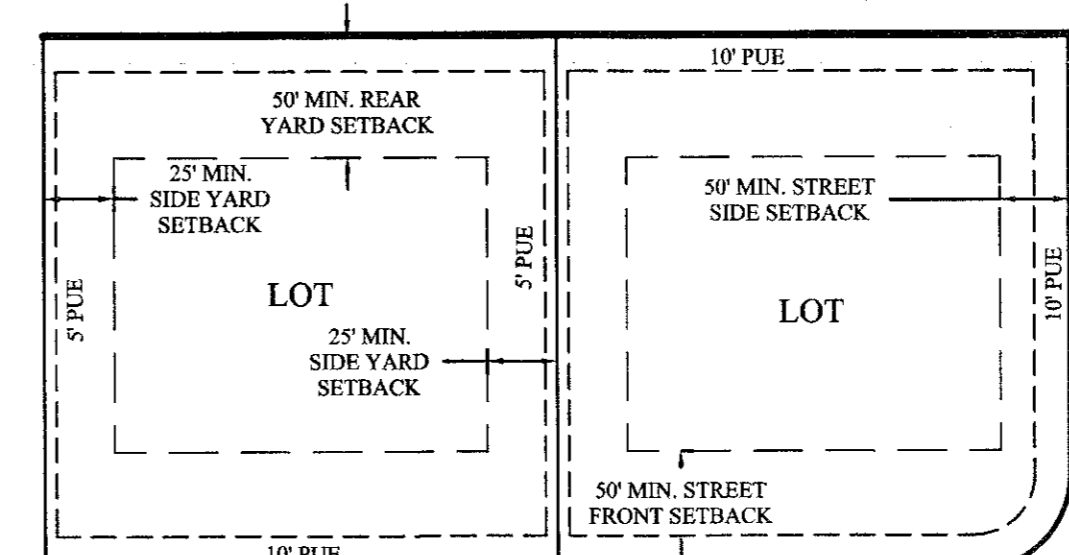 10' PUE
50' MIN. REAR
YARD SETBACK
25' MIN.
SIDE YARD
SETBACK
50' MIN. STREET
SIDE SETBACK
5' PUE
5' PUE
10' PUE
LOT
LOT
25' MIN.
SIDE YARD
SETBACK
50' MIN. STREET
FRONT SETBACK
10' PUE